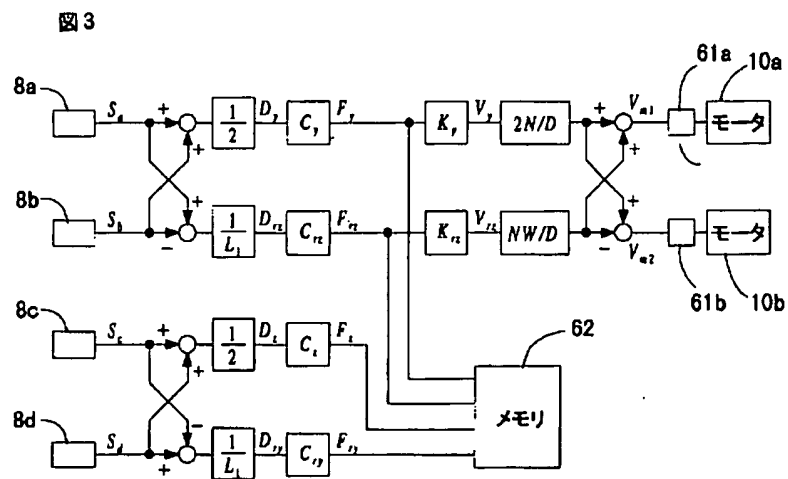 図3
8a
S_a
+
+
1/2
D_y
C_y
F_y
K_y
V_y
2N/D
+
+
V_m1
61a
10a
モータ
8b
S_b
+
-
1/L_1
D_rz
C_rz
F_rz
K_rz
V_rz
NW/D
+
-
V_m2
61b
モータ
10b
8c
S_c
+
+
1/2
D_z
C_z
F_z
62
メモリ
8d
S_d
-
+
1/L_1
D_ry
C_ry
F_ry